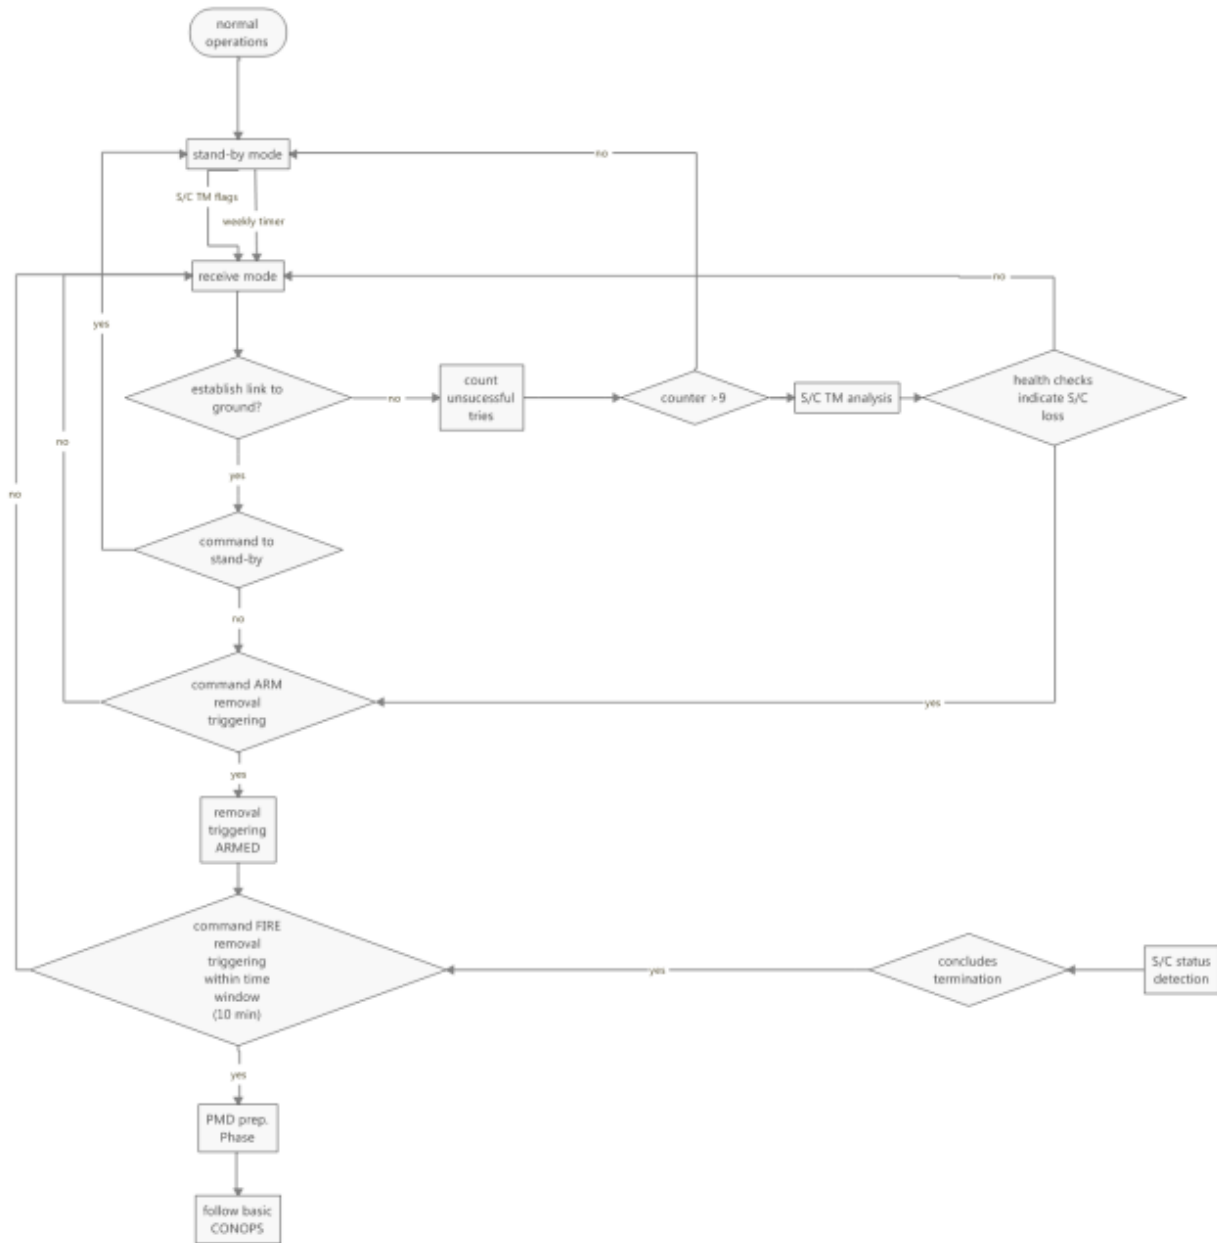 normal
operations
stand-by mode
no
S/C TM flags
weekly timer
receive mode
no
yes
establish link to
ground?
no
count
unsucessful
tries
counter >9
S/C TM analysis
health checks
indicate S/C
loss
no
no
yes
command to
stand-by
no
command ARM
removal
triggering
yes
yes
removal
triggering
ARMED
command FIRE
removal
triggering
within time
window
(10 min)
yes
concludes
termination
S/C status
detection
yes
PMD prep.
Phase
follow basic
CONOPS